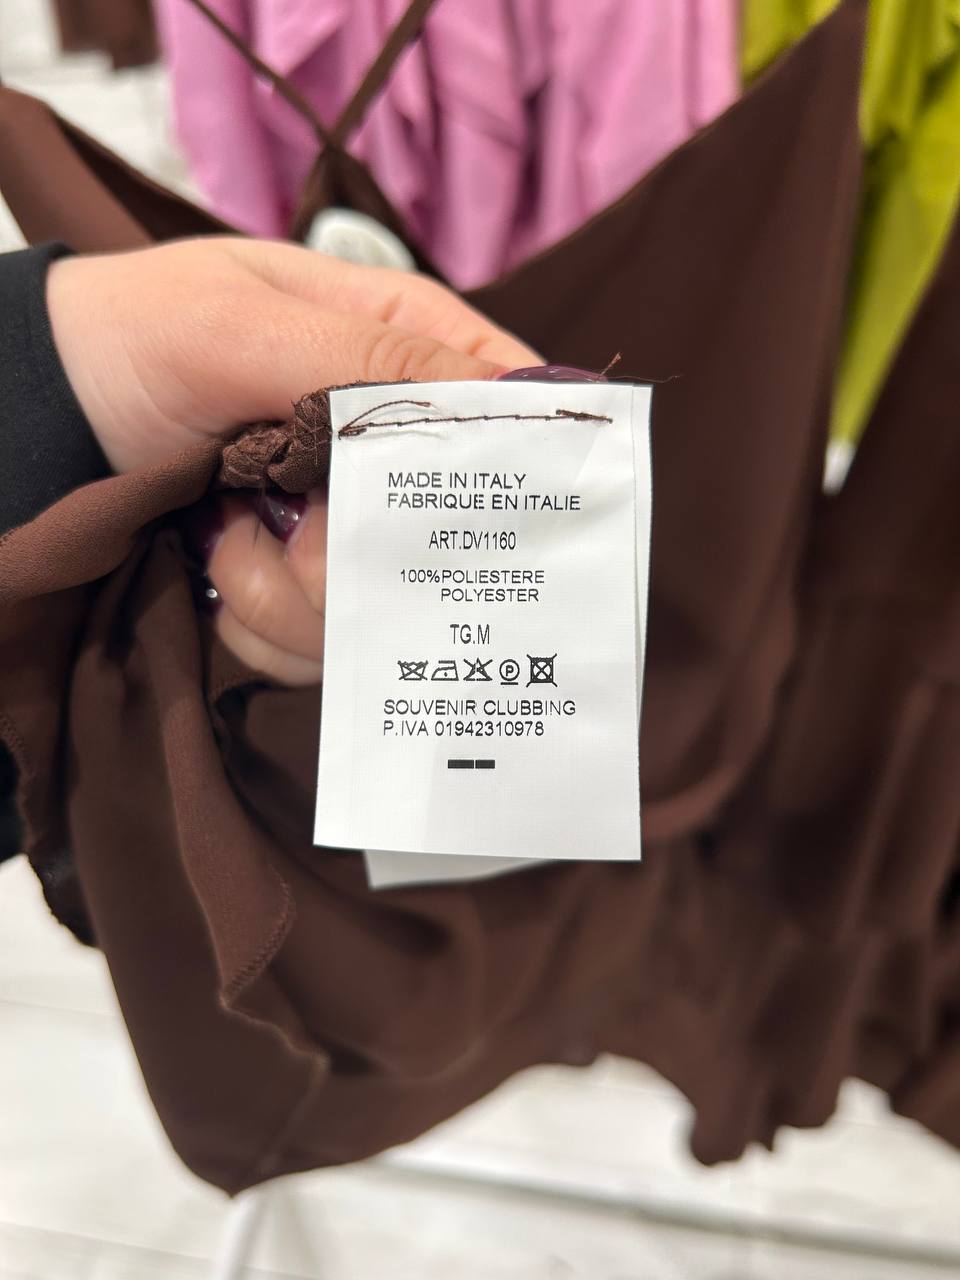 MADE IN ITALY
FABRIQUE EN ITALIE
ART.DV1160
100%POLIESTERE
POLYESTER
TG.M
SOUVENIR CLUBBING
P.IVA 01942310978